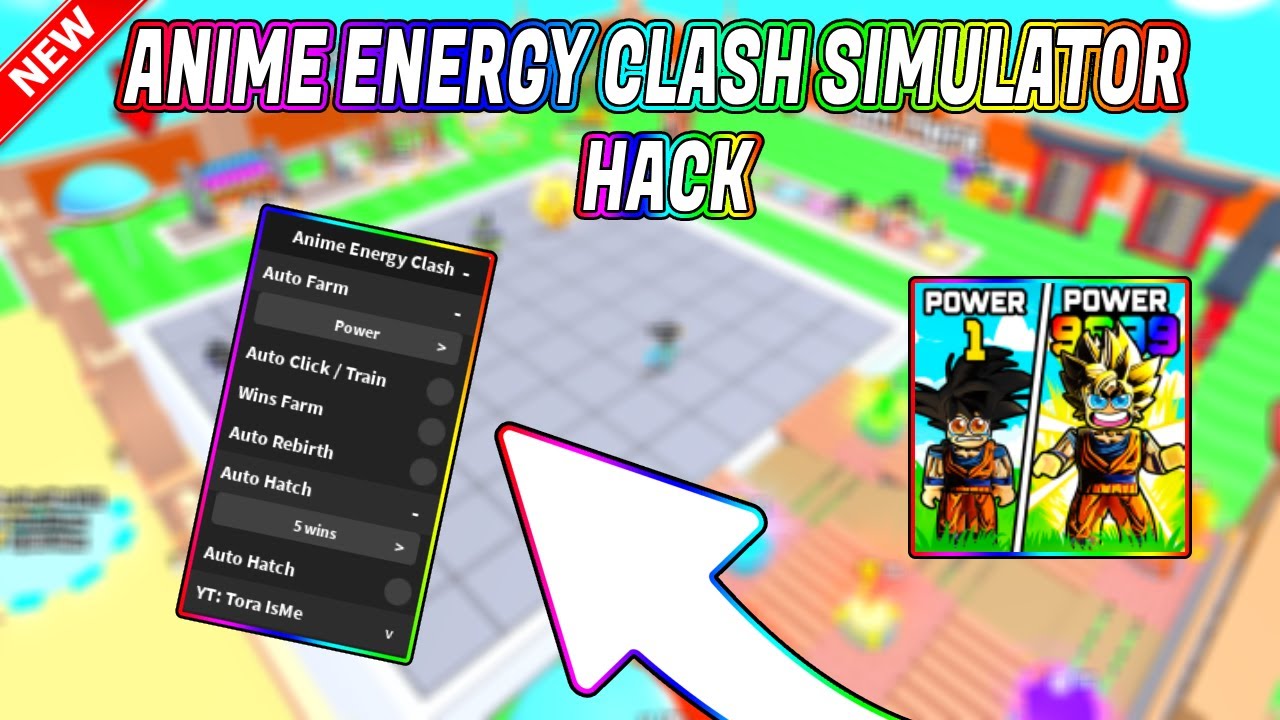 NEW
ANIME ENERGY CLASH SIMULATOR
HACK
Anime Energy Clash -
Auto Farm -
Power >
Auto Click / Train
Wins Farm
Auto Rebirth
Auto Hatch -
5 wins >
Auto Hatch
YT: Tora IsMe v
POWER
1
POWER
9999